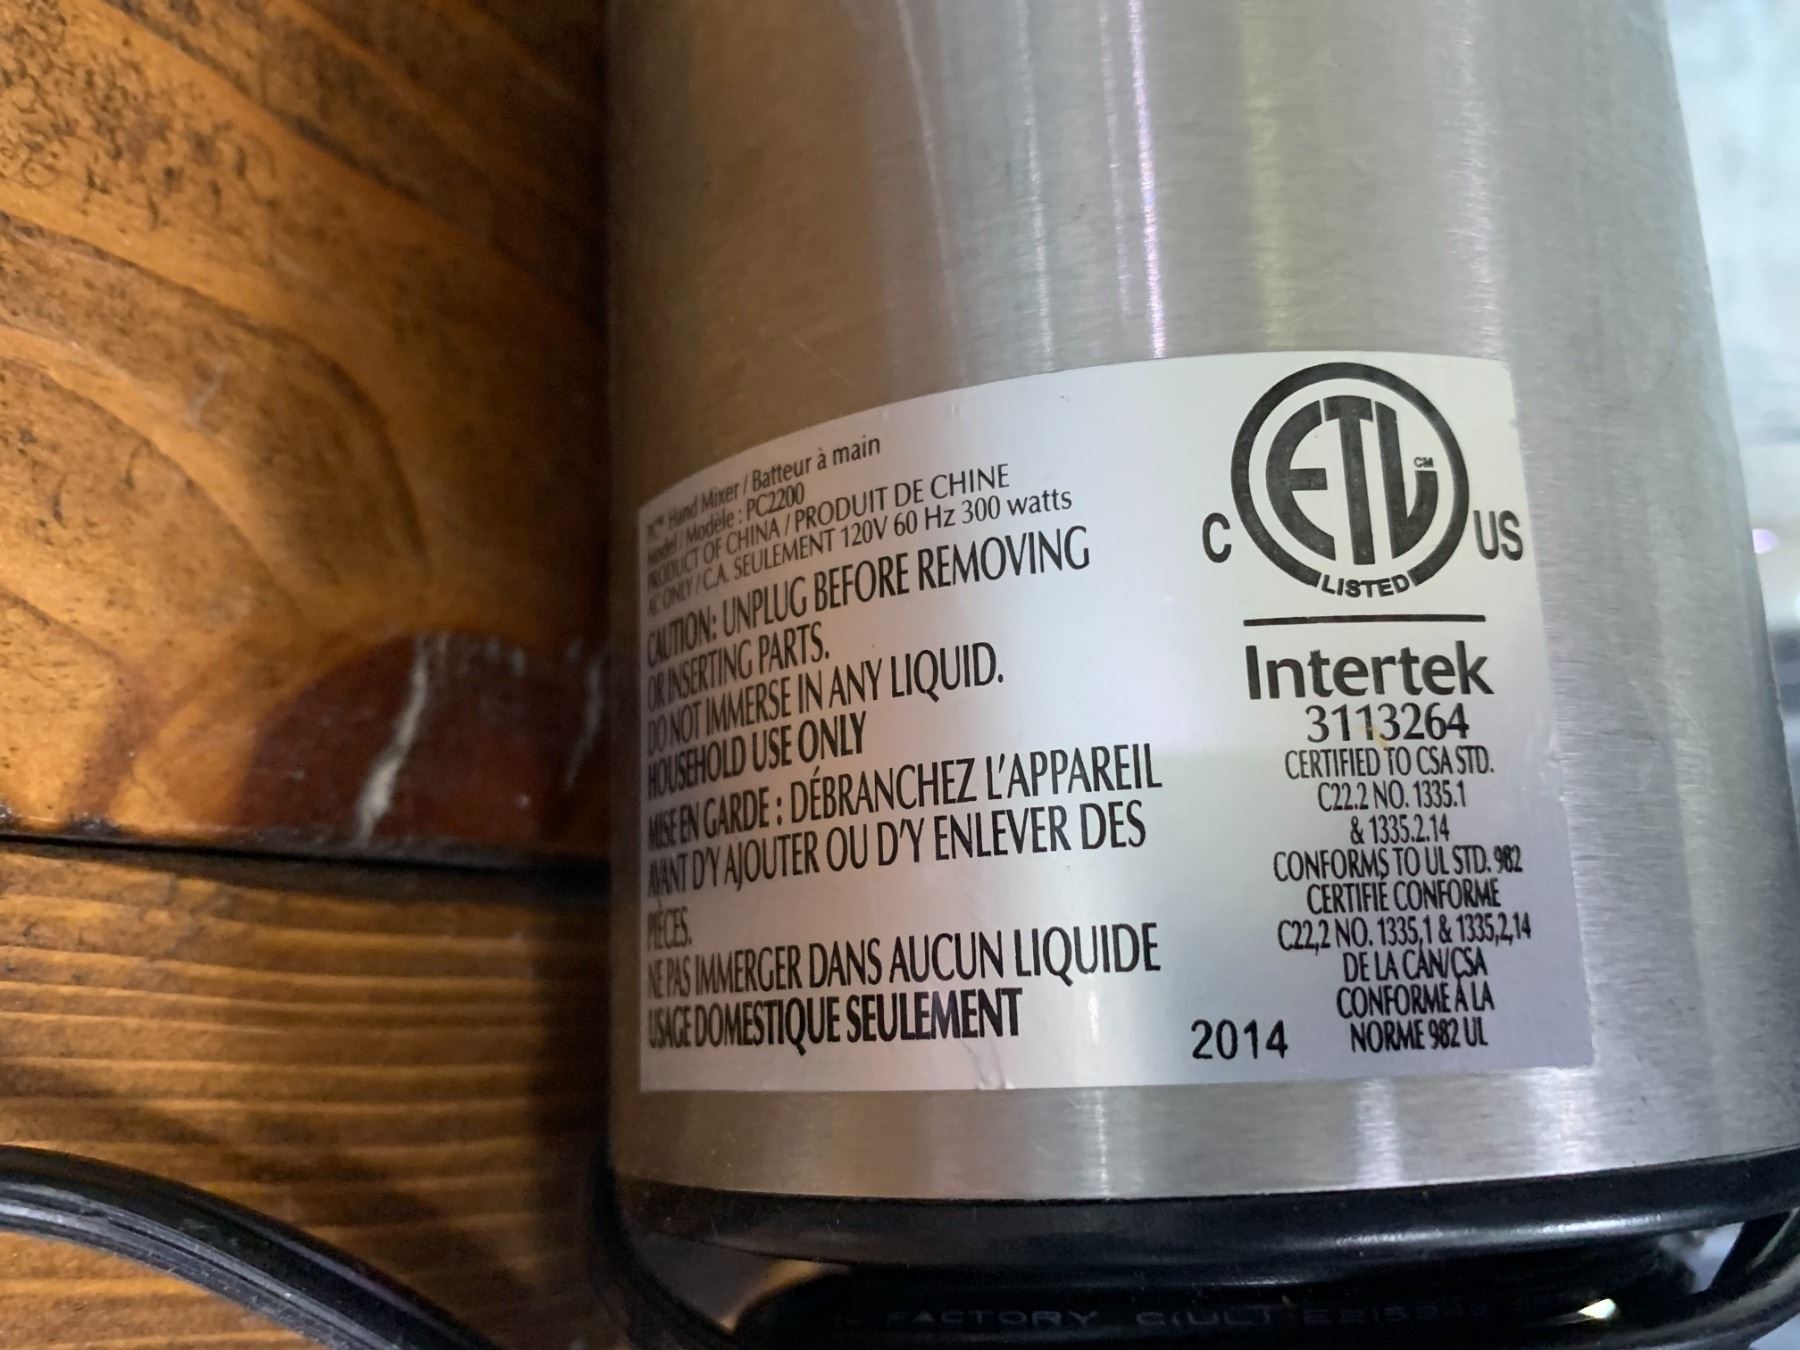 Hand Mixer / Batteur à main
Model / Modèle : PC2200
PRODUCT OF CHINA / PRODUIT DE CHINE
AC ONLY / C.A. SEULEMENT 120V 60 Hz 300 watts
CAUTION: UNPLUG BEFORE REMOVING
OR INSERTING PARTS.
DO NOT IMMERSE IN ANY LIQUID.
HOUSEHOLD USE ONLY
MISE EN GARDE : DÉBRANCHEZ L'APPAREIL
AVANT D'Y AJOUTER OU D'Y ENLEVER DES
PIÈCES.
NE PAS IMMERGER DANS AUCUN LIQUIDE
USAGE DOMESTIQUE SEULEMENT
2014
C ETL CM US
LISTED
Intertek
3113264
CERTIFIED TO CSA STD.
C22.2 NO. 1335.1
& 1335.2.14
CONFORMS TO UL STD. 982
CERTIFIÉ CONFORME
C22,2 NO. 1335,1 & 1335,2,14
DE LA CAN/CSA
CONFORME À LA
NORME 982 UL
FACTORY C(UL)